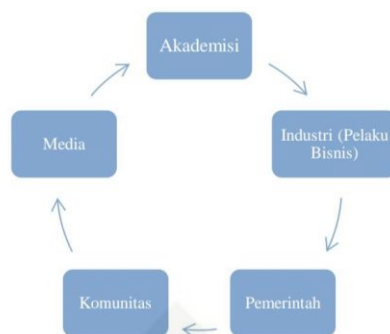 Akademisi
Industri (Pelaku
Bisnis)
Pemerintah
Komunitas
Media